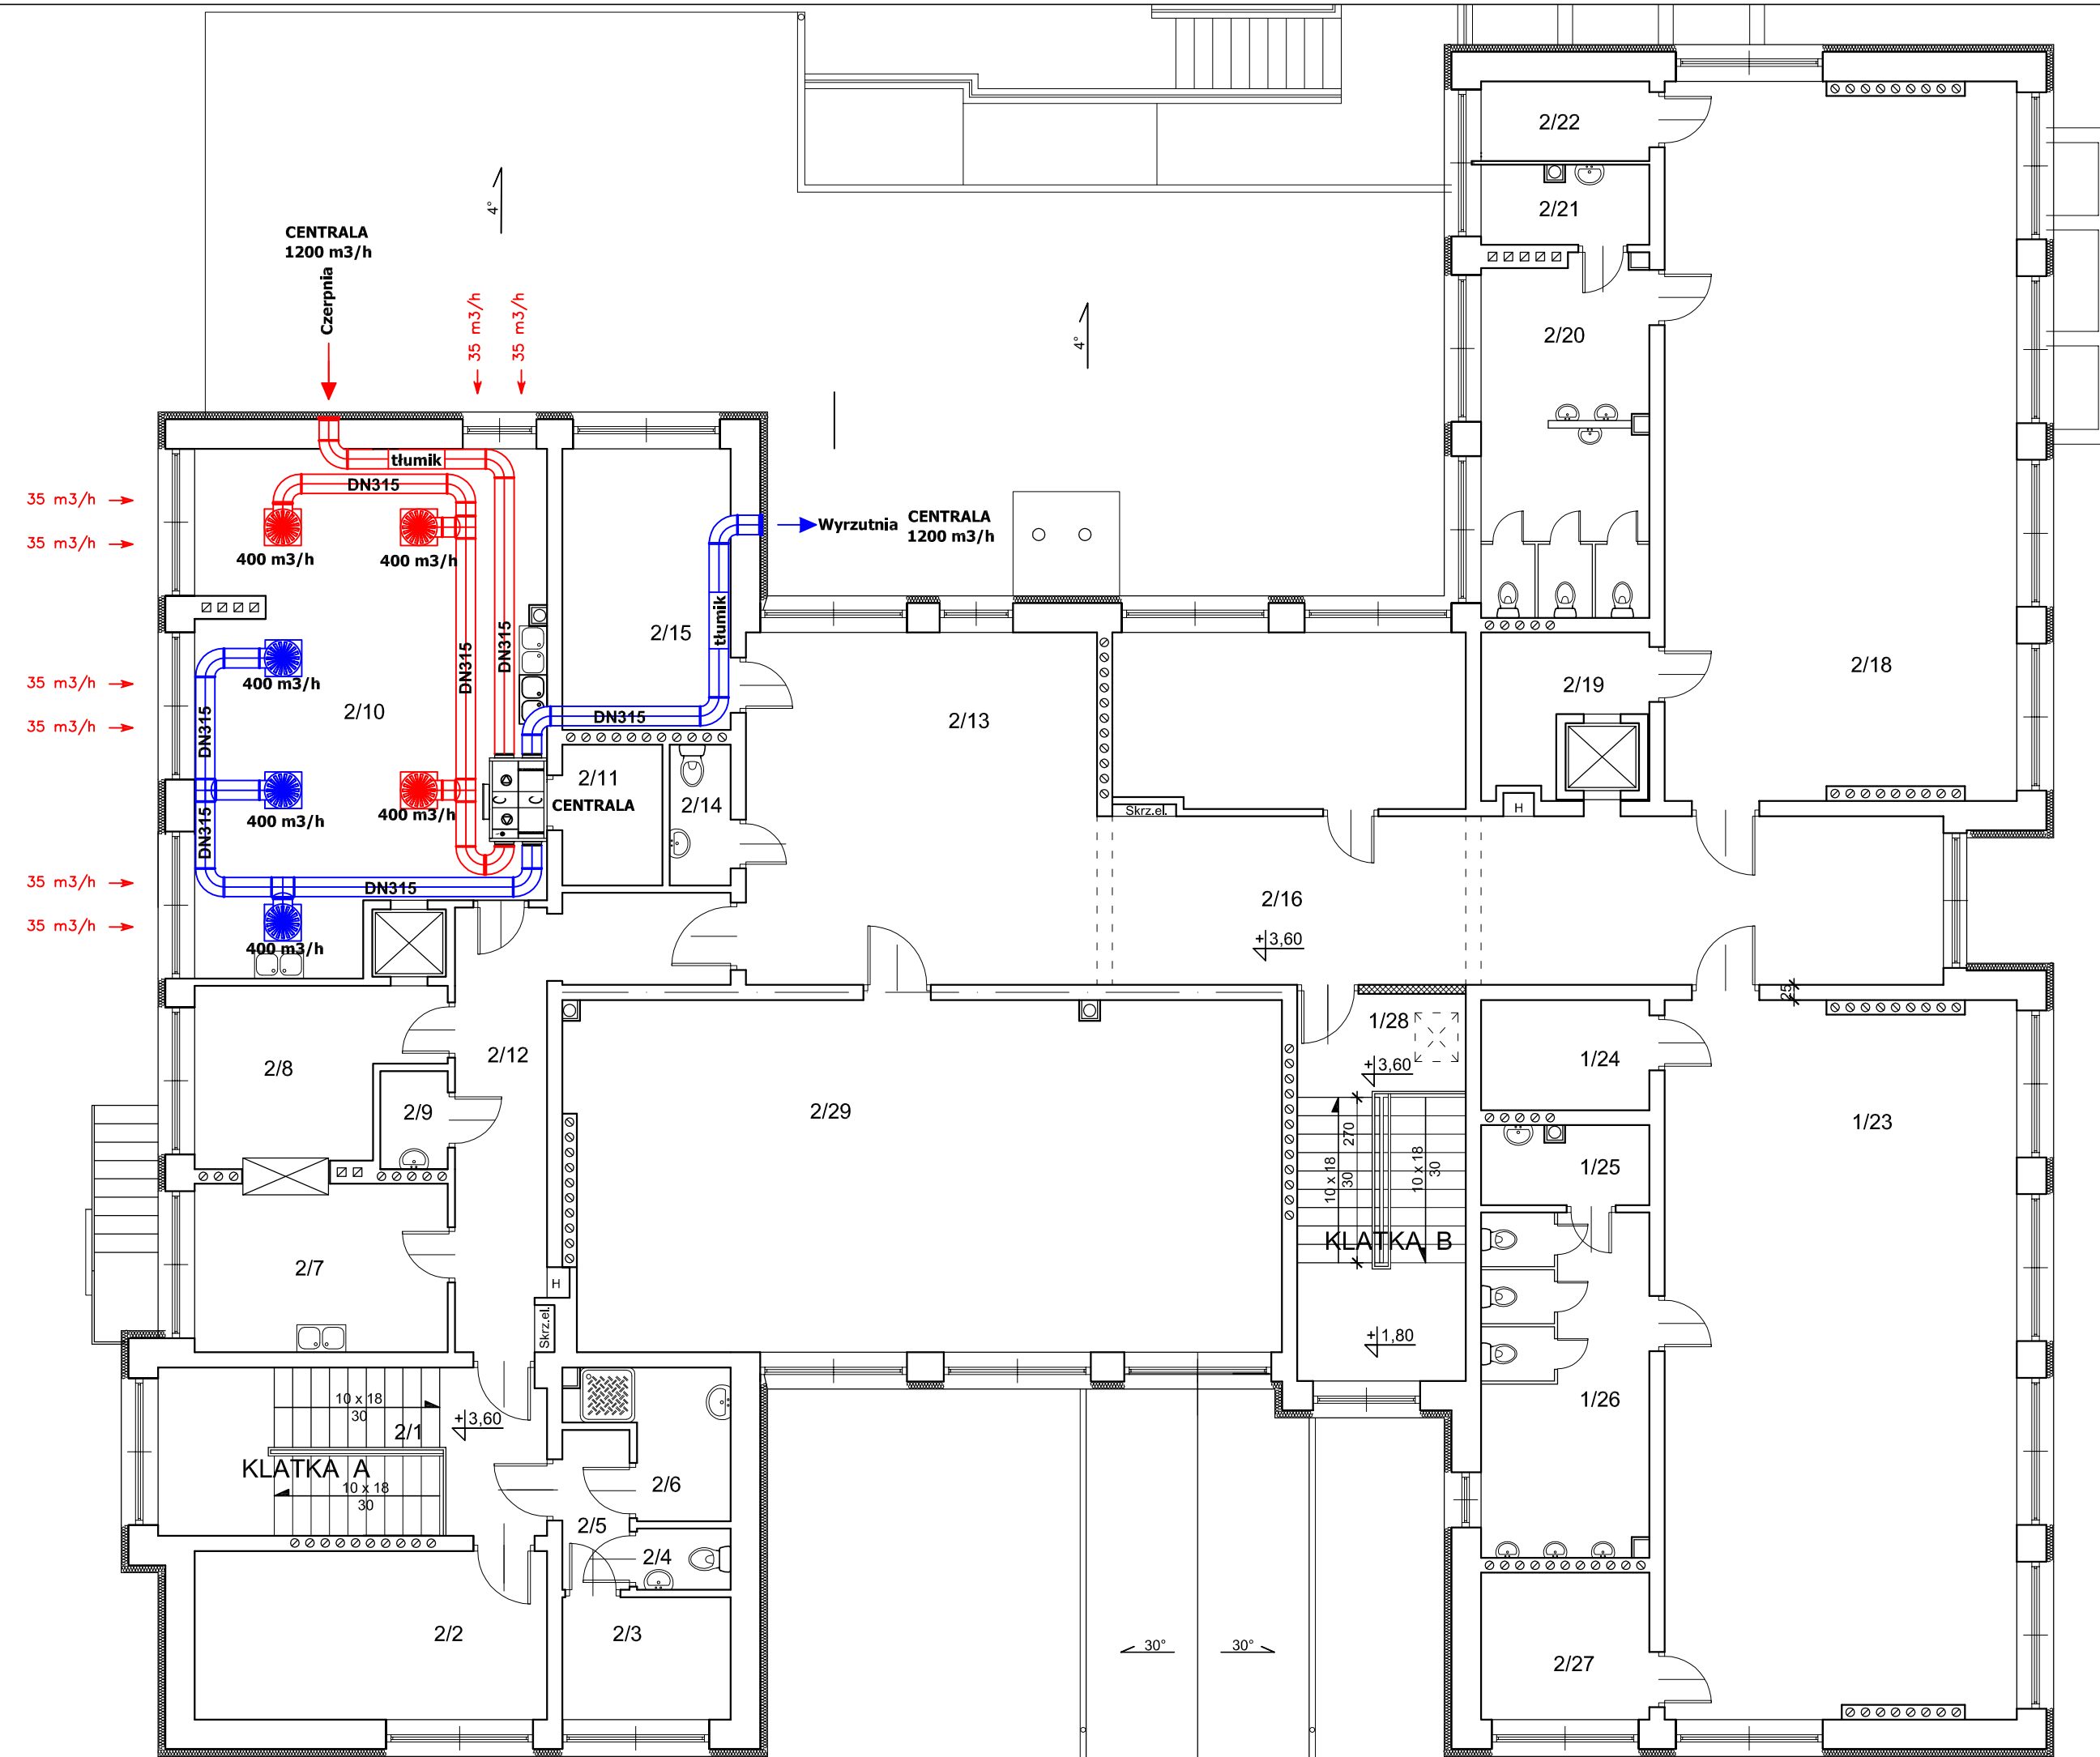 2/22
2/21
4°
CENTRALA
1200 m3/h
Czerpnia
35 m3/h
35 m3/h
4°
2/20
tłumik
DN315
35 m3/h
35 m3/h
400 m3/h
400 m3/h
Wyrzutnia
CENTRALA
1200 m3/h
tłumik
2/15
DN315
DN315
400 m3/h
35 m3/h
35 m3/h
2/10
DN315
DN315
2/13
2/19
2/18
2/11
CENTRALA
2/14
400 m3/h
400 m3/h
DN315
Skrz.el.
H
35 m3/h
35 m3/h
DN315
400 m3/h
2/16
+3,60
25
1/28
+3,60
2/8
2/12
2/9
2/29
1/24
1/23
270
10 x 18
30
10 x 18
30
1/25
KLATKA B
2/7
H
Skrz.el.
+1,80
10 x 18
30
2/1
+3,60
1/26
KLATKA A
10 x 18
30
2/6
2/5
2/4
2/2
2/3
30°
30°
2/27